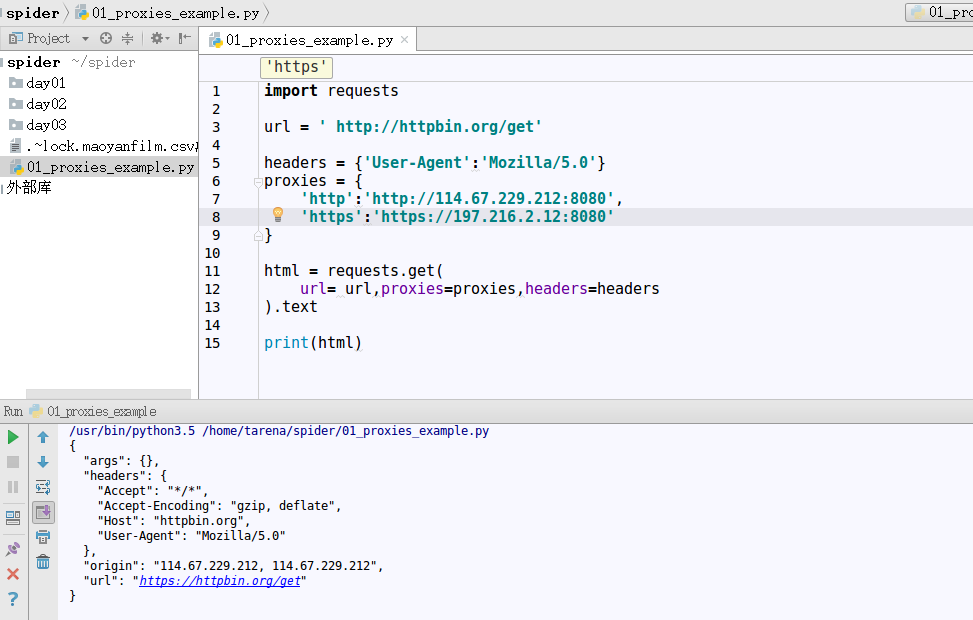 spider 01_proxies_example.py 01_pro
Project 01_proxies_example.py
spider ~/spider
day01
day02
day03
.~lock.maoyanfilm.csv#
01_proxies_example.py
外部库
'https'
1 import requests
2
3 url = ' http://httpbin.org/get'
4
5 headers = {'User-Agent':'Mozilla/5.0'}
6 proxies = {
7 'http':'http://114.67.229.212:8080',
8 'https':'https://197.216.2.12:8080'
9 }
10
11 html = requests.get(
12 url= url,proxies=proxies,headers=headers
13 ).text
14
15 print(html)
Run 01_proxies_example
/usr/bin/python3.5 /home/tarena/spider/01_proxies_example.py
{
"args": {},
"headers": {
"Accept": "*/*",
"Accept-Encoding": "gzip, deflate",
"Host": "httpbin.org",
"User-Agent": "Mozilla/5.0"
},
"origin": "114.67.229.212, 114.67.229.212",
"url": "https://httpbin.org/get"
}